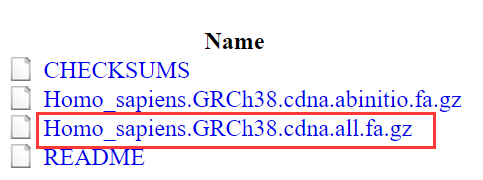 Name
CHECKSUMS
Homo_sapiens.GRCh38.cdna.abinitio.fa.gz
Homo_sapiens.GRCh38.cdna.all.fa.gz
README